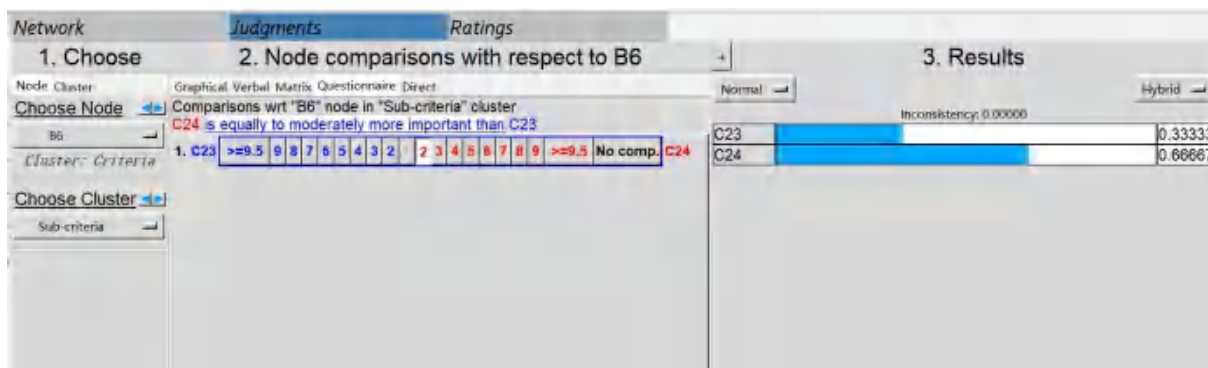 Network Judgments Ratings
1. Choose
Node Cluster
Choose Node
B6
Cluster: Criteria
Choose Cluster
Sub-criteria
2. Node comparisons with respect to B6
Graphical Verbal Matrix Questionnaire Direct
Comparisons wrt "B6" node in "Sub-criteria" cluster
C24 is equally to moderately more important than C23
1. C23 >=9.5 9 8 7 6 5 4 3 2 2 3 4 5 6 7 8 9 >=9.5 No comp. C24
+
3. Results
Normal Hybrid
Inconsistency: 0.00000
C23 0.33333
C24 0.66667